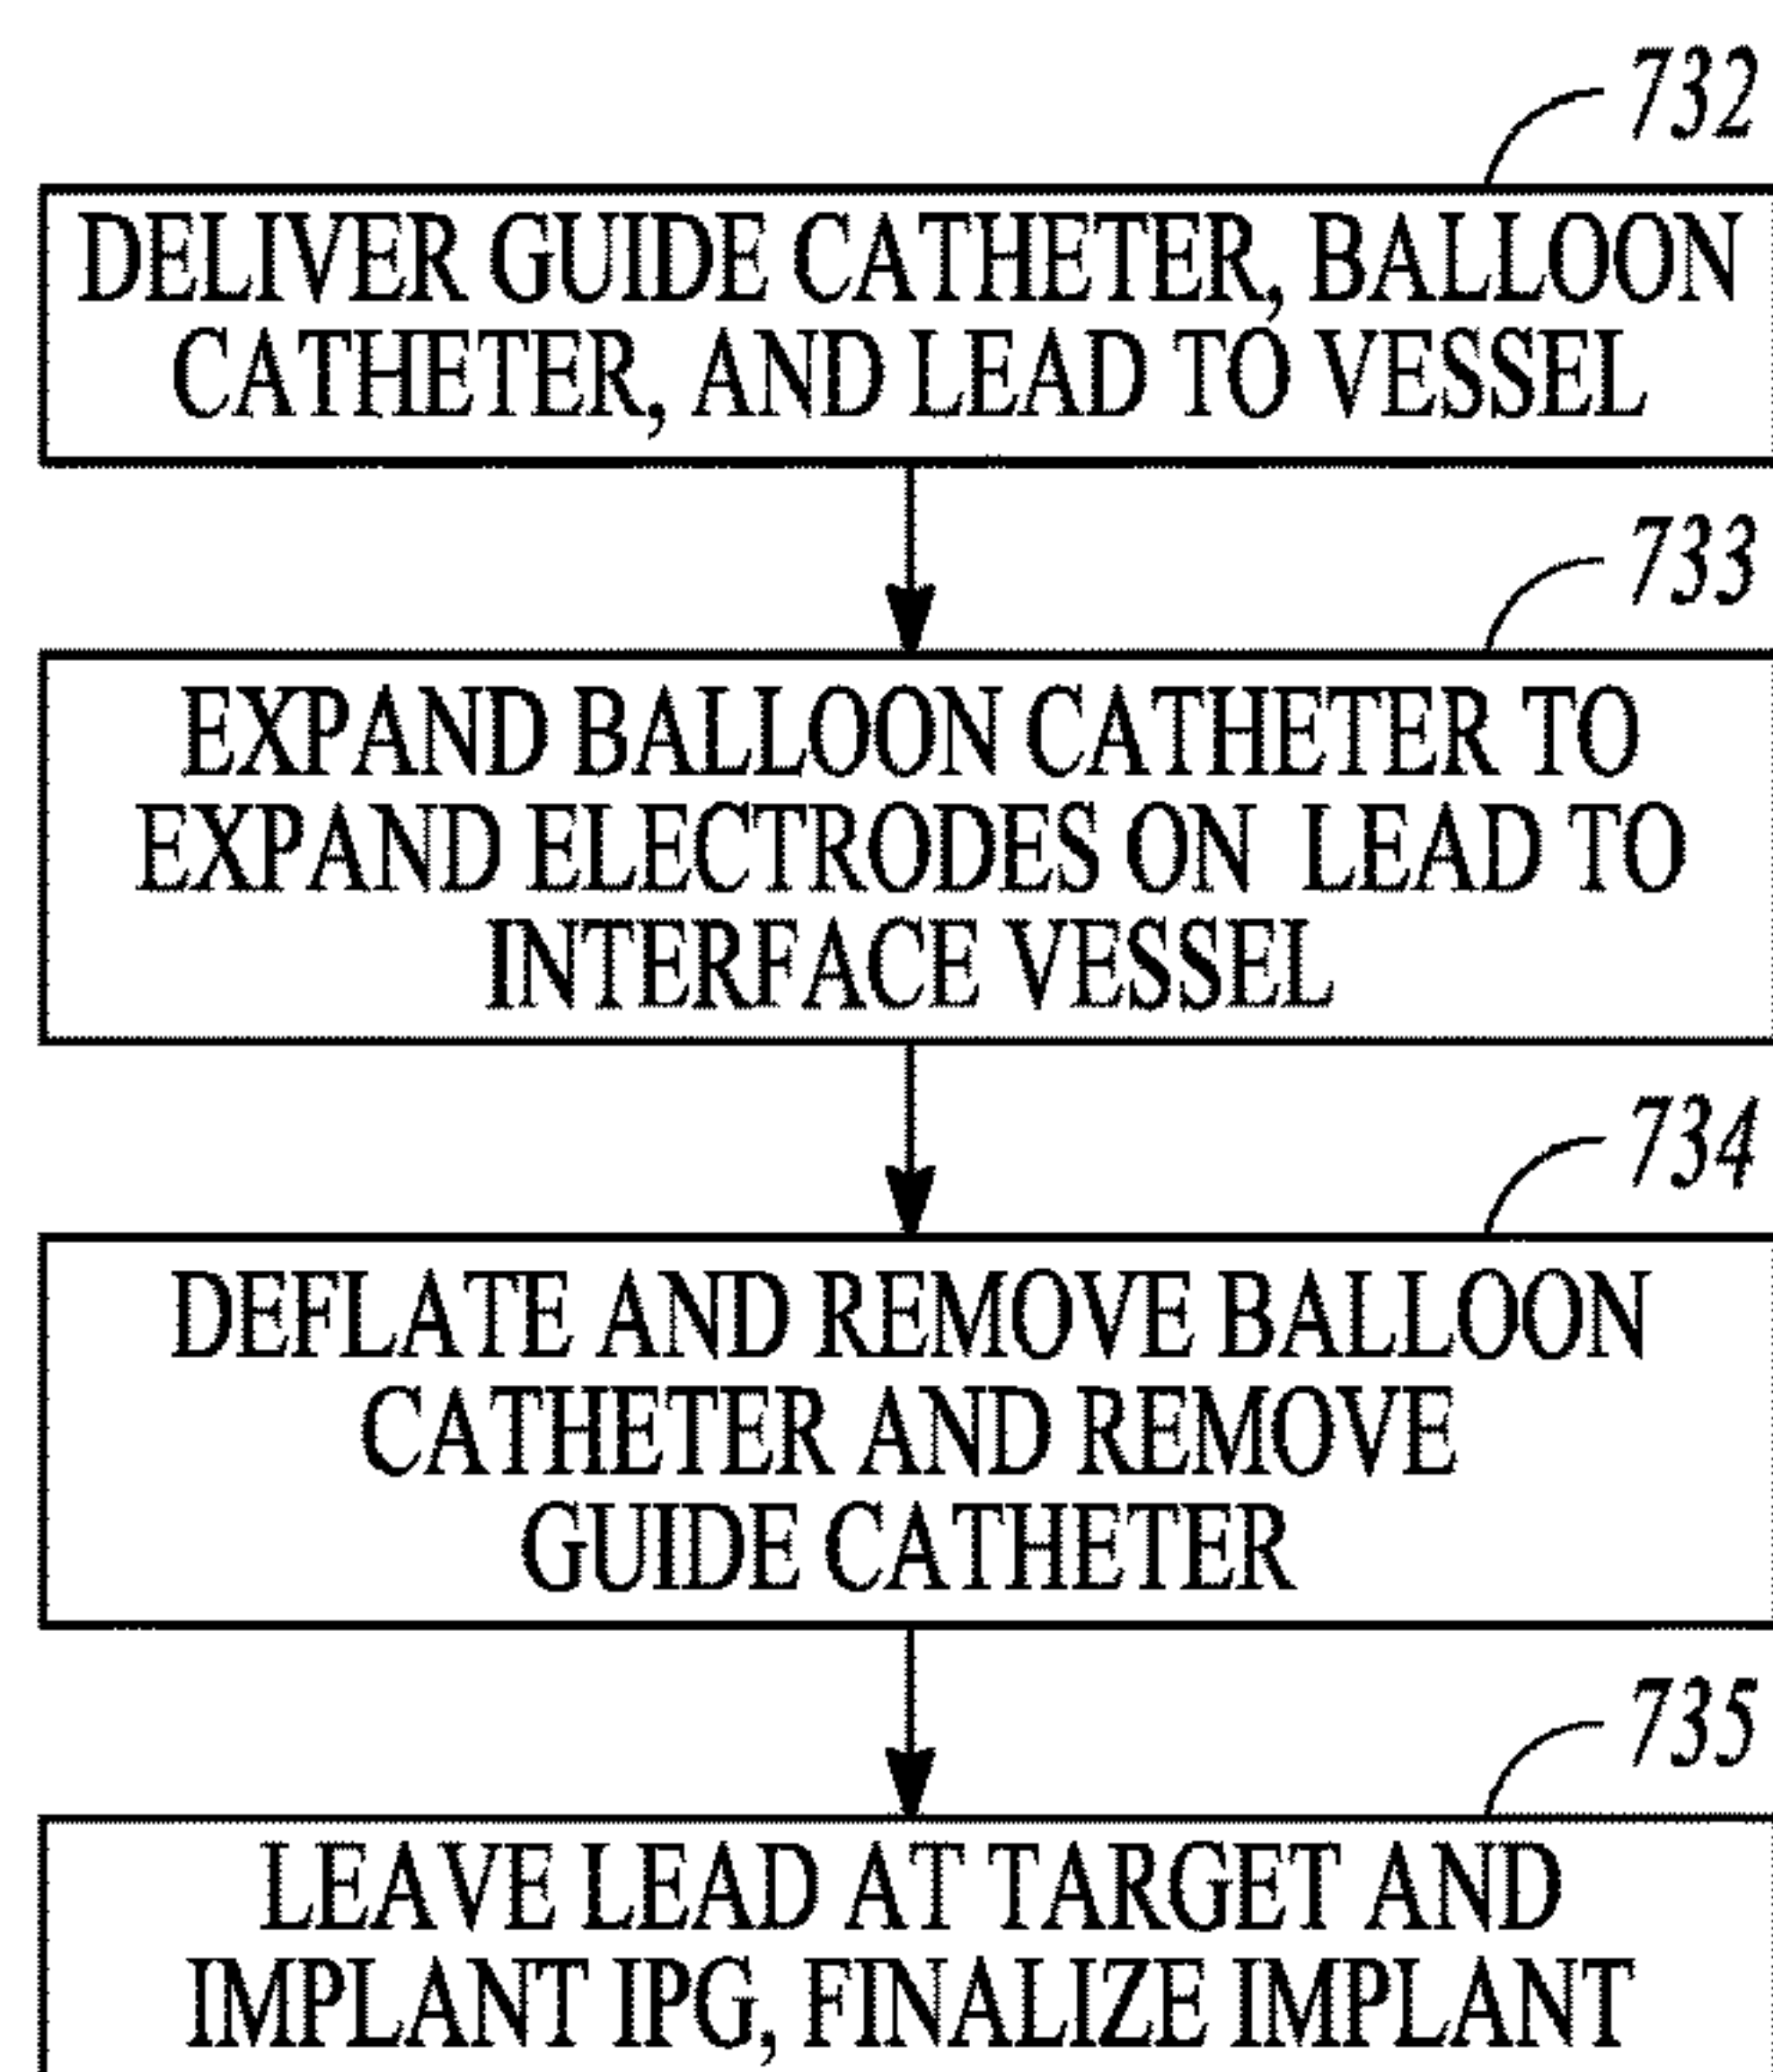 732
DELIVER GUIDE CATHETER, BALLOON
CATHETER, AND LEAD TO VESSEL
733
EXPAND BALLOON CATHETER TO
EXPAND ELECTRODES ON LEAD TO
INTERFACE VESSEL
734
DEFLATE AND REMOVE BALLOON
CATHETER AND REMOVE
GUIDE CATHETER
735
LEAVE LEAD AT TARGET AND
IMPLANT IPG, FINALIZE IMPLANT